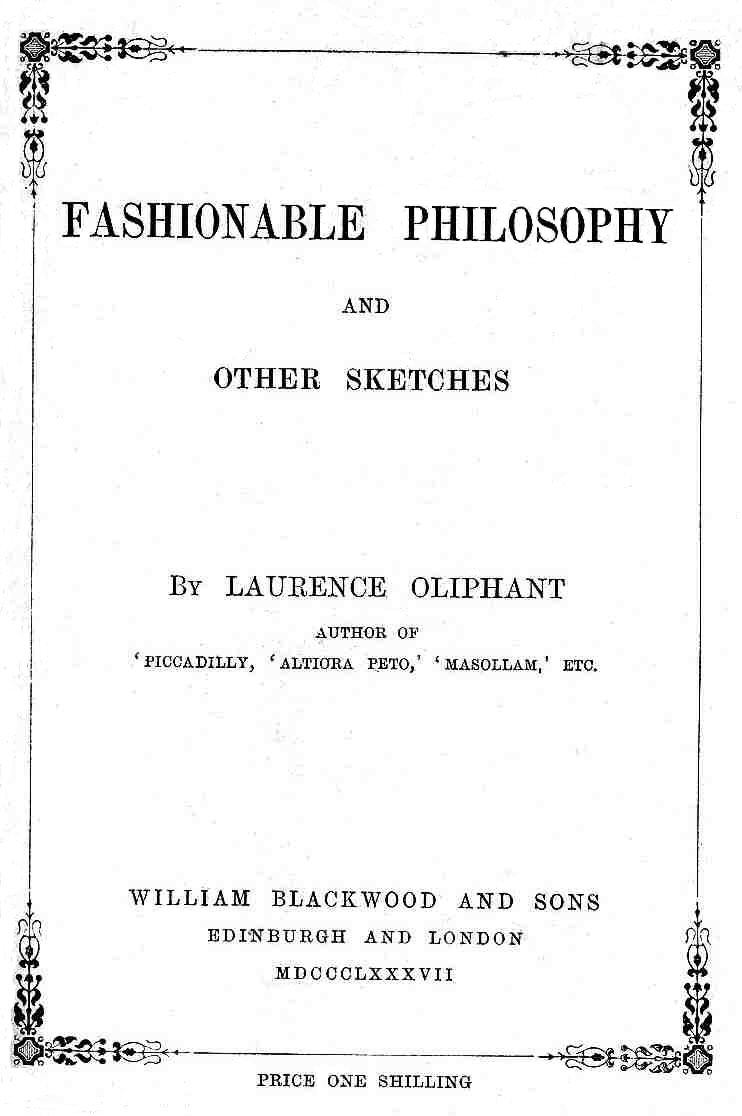 FASHIONABLE PHILOSOPHY
AND
OTHER SKETCHES
BY LAURENCE OLIPHANT
AUTHOR OF
‘PICCADILLY, ‘ALTIORA PETO,’ ‘MASOLLAM,’ ETC.
WILLIAM BLACKWOOD AND SONS
EDINBURGH AND LONDON
MDCCCLXXXVII
PRICE ONE SHILLING